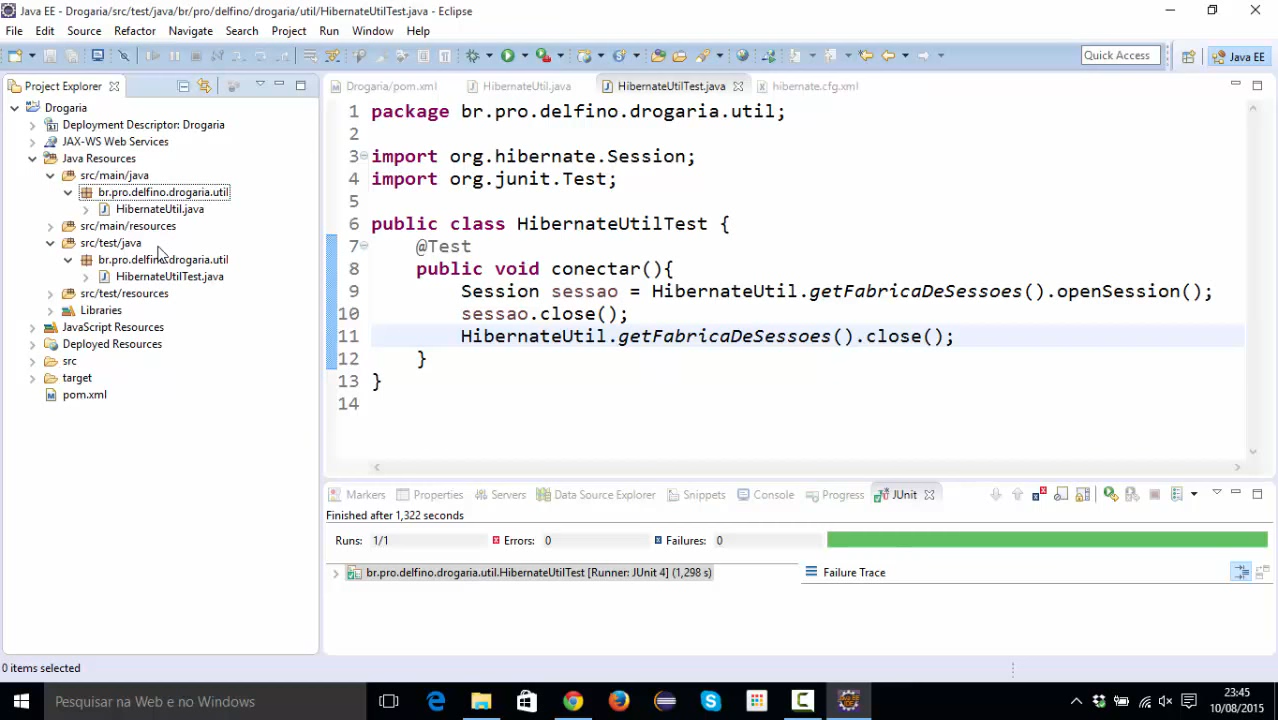 Java EE - Drogaria/src/test/java/br/pro/delfino/drogaria/util/HibernateUtilTest.java - Eclipse
File Edit Source Refactor Navigate Search Project Run Window Help
Quick Access
Java EE
Project Explorer
Drogaria
Deployment Descriptor: Drogaria
JAX-WS Web Services
Java Resources
src/main/java
br.pro.delfino.drogaria.util
HibernateUtil.java
src/main/resources
src/test/java
br.pro.delfino.drogaria.util
HibernateUtilTest.java
src/test/resources
Libraries
JavaScript Resources
Deployed Resources
src
target
pom.xml
Drogaria/pom.xml HibernateUtil.java HibernateUtilTest.java hibernate.cfg.xml
1 package br.pro.delfino.drogaria.util;
2
3 import org.hibernate.Session;
4 import org.junit.Test;
5
6 public class HibernateUtilTest {
7 @Test
8 public void conectar(){
9 Session sessao = HibernateUtil.getFabricaDeSessoes().openSession();
10 sessao.close();
11 HibernateUtil.getFabricaDeSessoes().close();
12 }
13 }
14
Markers Properties Servers Data Source Explorer Snippets Console Progress JUnit
Finished after 1,322 seconds
Runs: 1/1 Errors: 0 Failures: 0
br.pro.delfino.drogaria.util.HibernateUtilTest [Runner: JUnit 4] (1,298 s)
Failure Trace
0 items selected
Pesquisar na Web e no Windows
23:45
10/08/2015